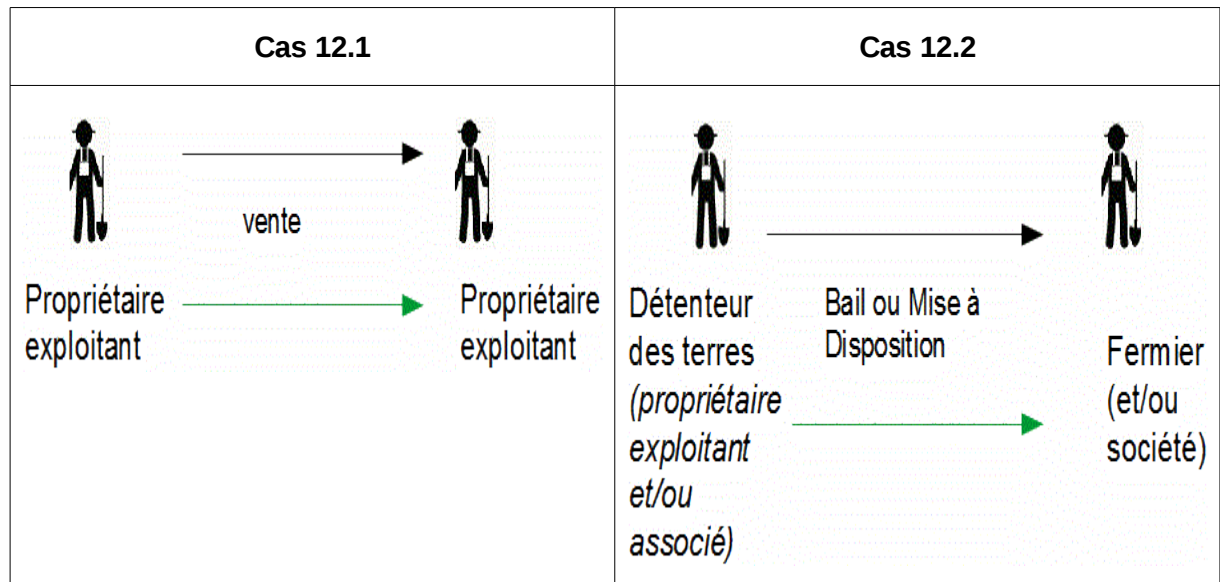 Cas 12.1
Cas 12.2
vente
Propriétaire
exploitant
Propriétaire
exploitant
Détenteur
des terres
(propriétaire
exploitant
et/ou
associé)
Bail ou Mise à
Disposition
Fermier
(et/ou
société)